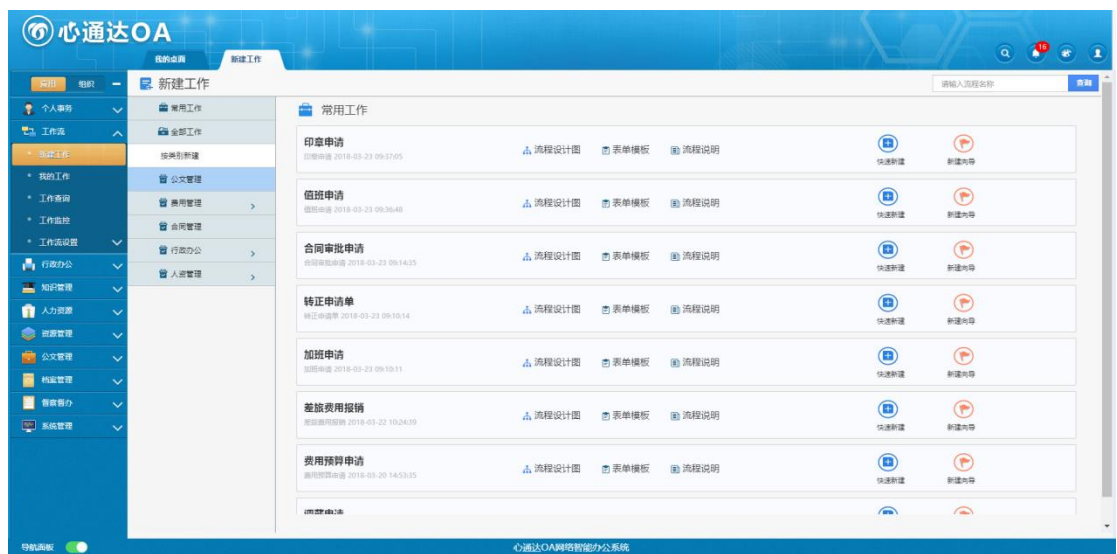 心通达OA
我的桌面 新建工作
16
应用 组织
新建工作
请输入流程名称 查询
个人事务
工作流
新建工作
我的工作
工作查询
工作监控
工作流设置
行政办公
知识管理
人力资源
资源管理
公文管理
档案管理
督查督办
系统管理
常用工作
全部工作
按类别新建
公文管理
费用管理
合同管理
行政办公
人资管理
常用工作
印章申请
印章申请 2018-03-23 09:37:05
流程设计图 表单模板 流程说明 快速新建 新建向导
值班申请
值班申请 2018-03-23 09:36:48
流程设计图 表单模板 流程说明 快速新建 新建向导
合同审批申请
合同审批申请 2018-03-23 09:14:35
流程设计图 表单模板 流程说明 快速新建 新建向导
转正申请单
转正申请单 2018-03-23 09:10:14
流程设计图 表单模板 流程说明 快速新建 新建向导
加班申请
加班申请 2018-03-23 09:10:11
流程设计图 表单模板 流程说明 快速新建 新建向导
差旅费用报销
差旅费用报销 2018-03-22 10:24:39
流程设计图 表单模板 流程说明 快速新建 新建向导
费用预算申请
费用预算申请 2018-03-20 14:53:35
流程设计图 表单模板 流程说明 快速新建 新建向导
导航面板
心通达OA网络智能办公系统